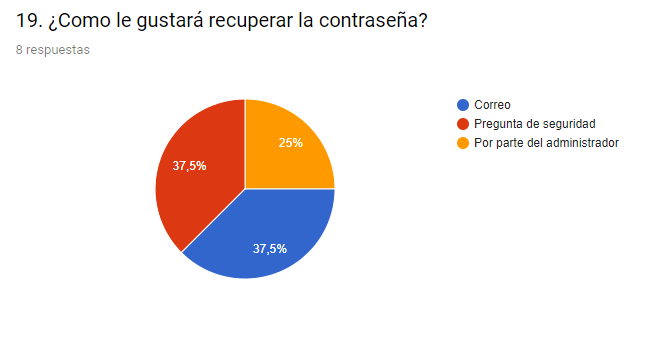 19. ¿Como le gustará recuperar la contraseña?
8 respuestas
Correo
Pregunta de seguridad
Por parte del administrador
25%
37,5%
37,5%